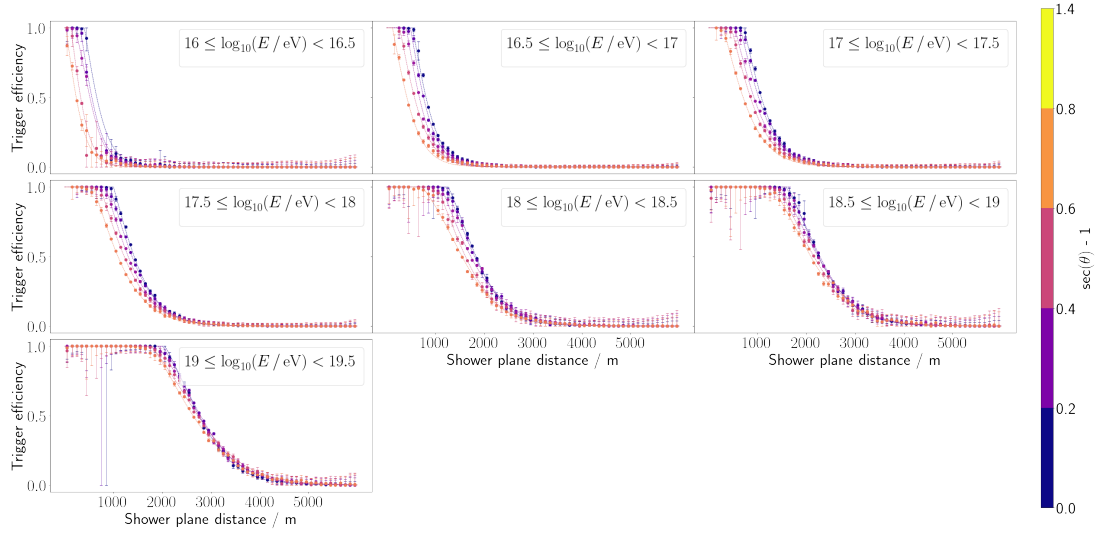 1.4
1.0
16 ≤ log₁₀(E / eV) < 16.5
16.5 ≤ log₁₀(E / eV) < 17
17 ≤ log₁₀(E / eV) < 17.5
0.5
Trigger efficiency
0.0
0.8
1.0
17.5 ≤ log₁₀(E / eV) < 18
18 ≤ log₁₀(E / eV) < 18.5
18.5 ≤ log₁₀(E / eV) < 19
0.6
0.5
Trigger efficiency
sec(θ) - 1
0.0
0.4
1000 2000 3000 4000 5000
Shower plane distance / m
1000 2000 3000 4000 5000
Shower plane distance / m
1.0
19 ≤ log₁₀(E / eV) < 19.5
0.5
Trigger efficiency
0.2
0.0
1000 2000 3000 4000 5000
Shower plane distance / m
0.0